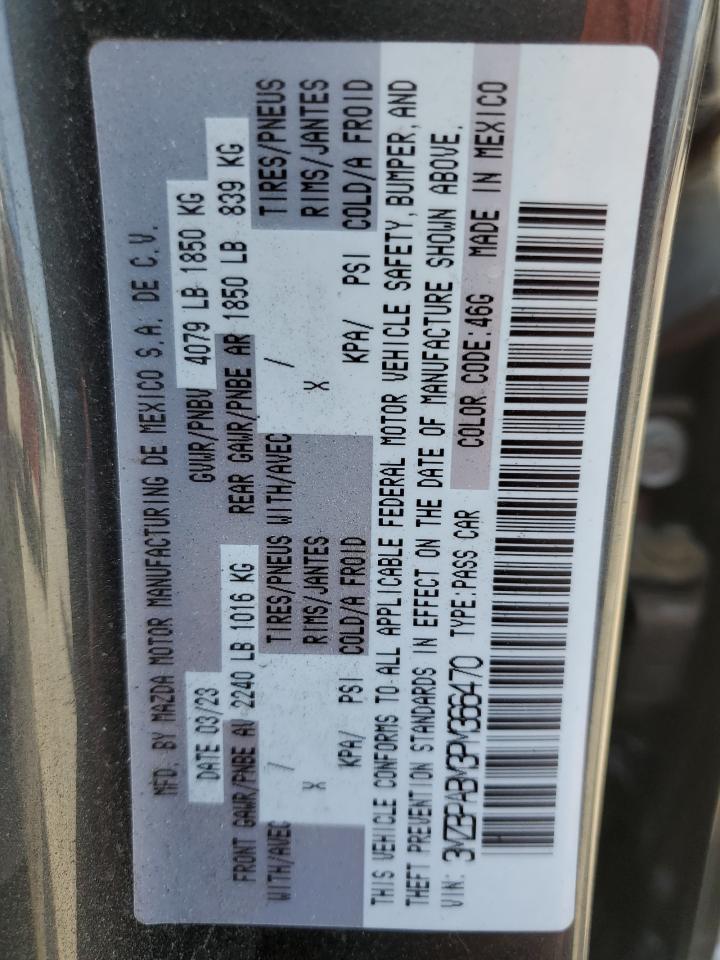 MFD. BY MAZDA MOTOR MANUFACTURING DE MEXICO S.A. DE C.V.
DATE 03/23 GVWR/PNBV 4079 LB 1850 KG
FRONT GAWR/PNBE AV 2240 LB 1016 KG REAR GAWR/PNBE AR 1850 LB 839 KG
WITH/AVEC / TIRES/PNEUS WITH/AVEC / TIRES/PNEUS
X RIMS/JANTES X RIMS/JANTES
KPA/ PSI COLD/A FROID KPA/ PSI COLD/A FROID
THIS VEHICLE CONFORMS TO ALL APPLICABLE FEDERAL MOTOR VEHICLE SAFETY, BUMPER, AND
THEFT PREVENTION STANDARDS IN EFFECT ON THE DATE OF MANUFACTURE SHOWN ABOVE.
VIN: 3MZBPABM3PM366470 TYPE:PASS CAR COLOR CODE:46G MADE IN MEXICO